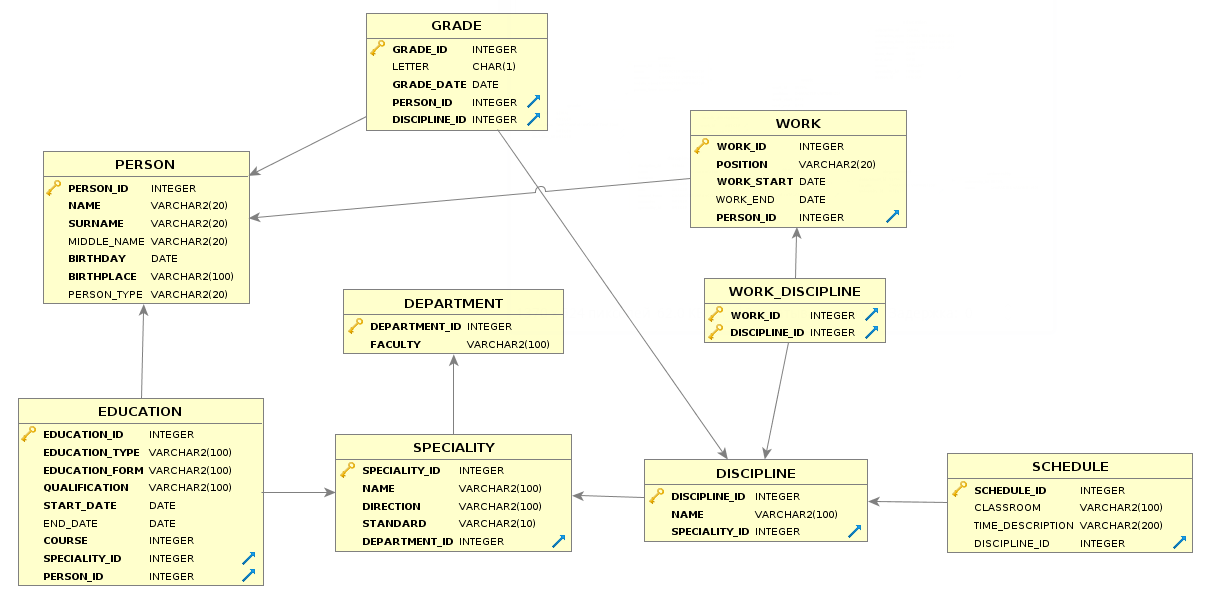 GRADE
GRADE_ID INTEGER
LETTER CHAR(1)
GRADE_DATE DATE
PERSON_ID INTEGER
DISCIPLINE_ID INTEGER
WORK
WORK_ID INTEGER
POSITION VARCHAR2(20)
WORK_START DATE
WORK_END DATE
PERSON_ID INTEGER
PERSON
PERSON_ID INTEGER
NAME VARCHAR2(20)
SURNAME VARCHAR2(20)
MIDDLE_NAME VARCHAR2(20)
BIRTHDAY DATE
BIRTHPLACE VARCHAR2(100)
PERSON_TYPE VARCHAR2(20)
WORK_DISCIPLINE
WORK_ID INTEGER
DISCIPLINE_ID INTEGER
DEPARTMENT
DEPARTMENT_ID INTEGER
FACULTY VARCHAR2(100)
EDUCATION
EDUCATION_ID INTEGER
EDUCATION_TYPE VARCHAR2(100)
EDUCATION_FORM VARCHAR2(100)
QUALIFICATION VARCHAR2(100)
START_DATE DATE
END_DATE DATE
COURSE INTEGER
SPECIALITY_ID INTEGER
PERSON_ID INTEGER
SPECIALITY
SPECIALITY_ID INTEGER
NAME VARCHAR2(100)
DIRECTION VARCHAR2(100)
STANDARD VARCHAR2(10)
DEPARTMENT_ID INTEGER
DISCIPLINE
DISCIPLINE_ID INTEGER
NAME VARCHAR2(100)
SPECIALITY_ID INTEGER
SCHEDULE
SCHEDULE_ID INTEGER
CLASSROOM VARCHAR2(100)
TIME_DESCRIPTION VARCHAR2(200)
DISCIPLINE_ID INTEGER